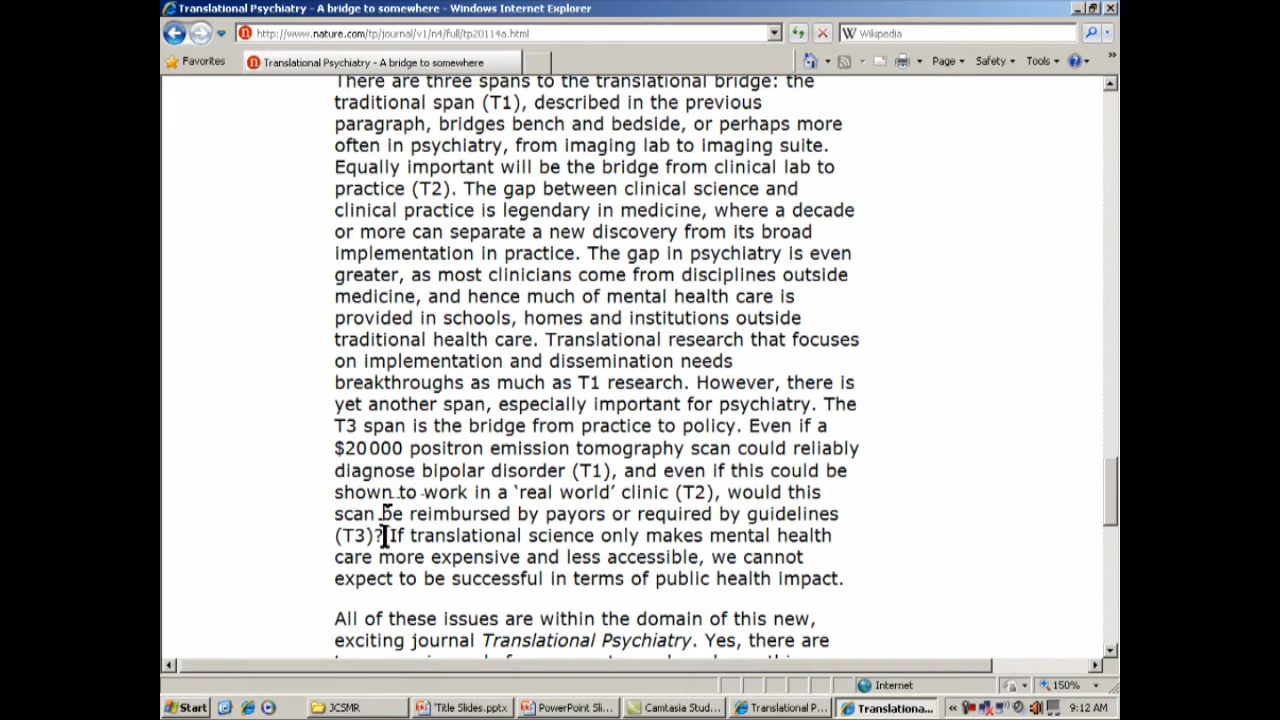 Translational Psychiatry - A bridge to somewhere - Windows Internet Explorer
http://www.nature.com/tp/journal/v1/n4/full/tp20114a.html
Wikipedia
Favorites
Translational Psychiatry - A bridge to somewhere
Page
Safety
Tools
There are three spans to the translational bridge: the
traditional span (T1), described in the previous
paragraph, bridges bench and bedside, or perhaps more
often in psychiatry, from imaging lab to imaging suite.
Equally important will be the bridge from clinical lab to
practice (T2). The gap between clinical science and
clinical practice is legendary in medicine, where a decade
or more can separate a new discovery from its broad
implementation in practice. The gap in psychiatry is even
greater, as most clinicians come from disciplines outside
medicine, and hence much of mental health care is
provided in schools, homes and institutions outside
traditional health care. Translational research that focuses
on implementation and dissemination needs
breakthroughs as much as T1 research. However, there is
yet another span, especially important for psychiatry. The
T3 span is the bridge from practice to policy. Even if a
$20 000 positron emission tomography scan could reliably
diagnose bipolar disorder (T1), and even if this could be
shown to work in a ‘real world’ clinic (T2), would this
scan be reimbursed by payors or required by guidelines
(T3)? If translational science only makes mental health
care more expensive and less accessible, we cannot
expect to be successful in terms of public health impact.
All of these issues are within the domain of this new,
exciting journal Translational Psychiatry. Yes, there are
Internet
150%
Start
JCSMR
'Title Slides.pptx
PowerPoint Sli...
Camtasia Stud...
Translational P...
Translationa...
9:12 AM